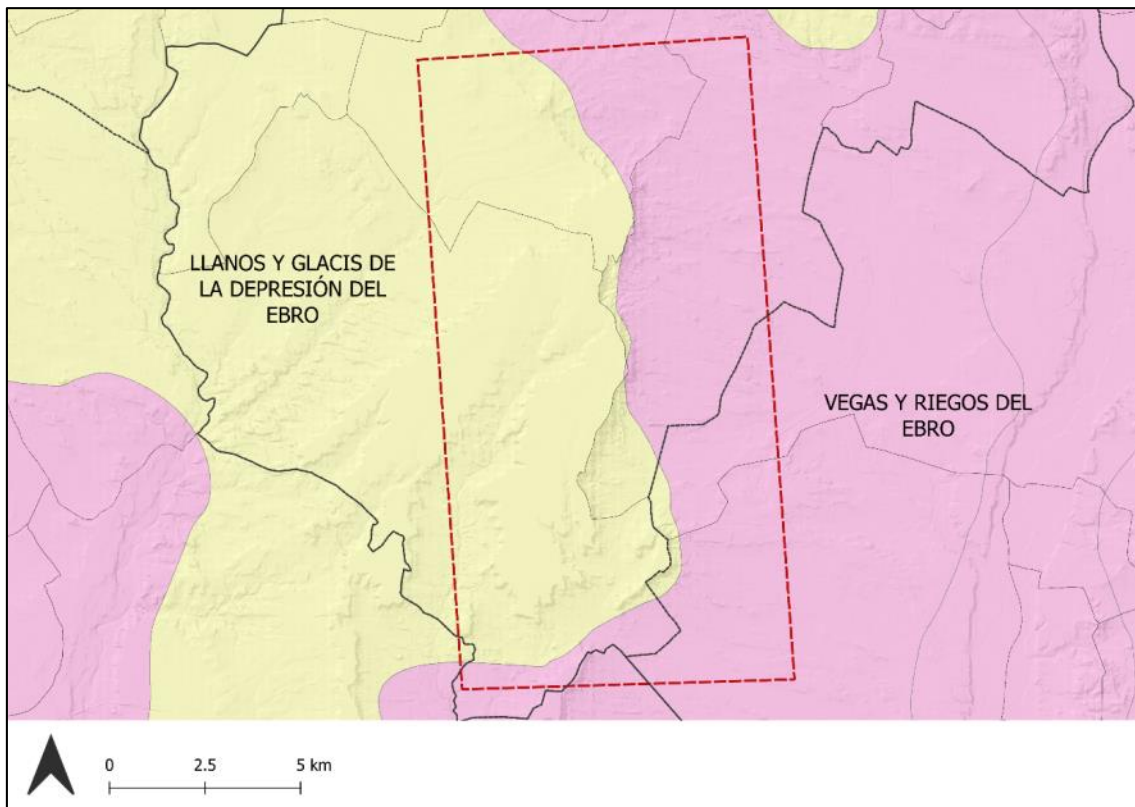 LLANOS Y GLACIS DE
LA DEPRESIÓN DEL
EBRO
VEGAS Y RIEGOS DEL
EBRO
0 2.5 5 km